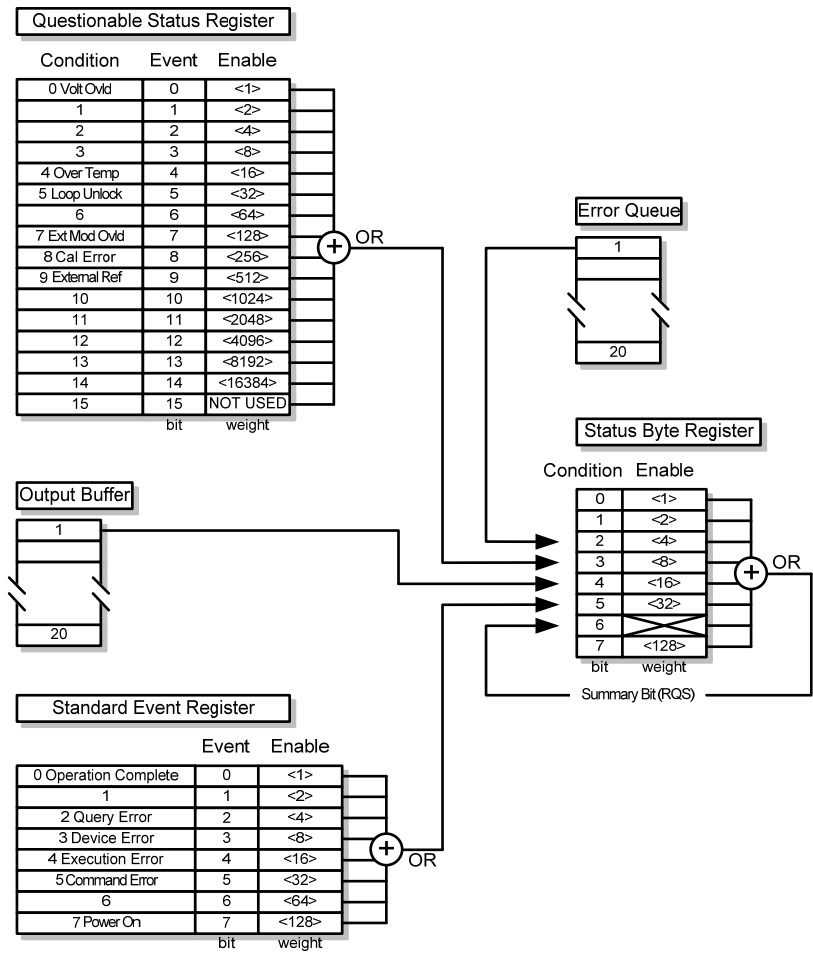 Questionable Status Register
Condition Event Enable
0 Volt Ovld 0 <1>
1 1 <2>
2 2 <4>
3 3 <8>
4 Over Temp 4 <16>
5 Loop Unlock 5 <32>
6 6 <64>
7 Ext Mod Ovld 7 <128>
8 Cal Error 8 <256>
9 External Ref 9 <512>
10 10 <1024>
11 11 <2048>
12 12 <4096>
13 13 <8192>
14 14 <16384>
15 15 NOT USED
bit weight
OR
Error Queue
1
20
Output Buffer
1
20
Status Byte Register
Condition Enable
0 <1>
1 <2>
2 <4>
3 <8>
4 <16>
5 <32>
6
7 <128>
bit weight
OR
Summary Bit (RQS)
Standard Event Register
Event Enable
0 Operation Complete 0 <1>
1 1 <2>
2 Query Error 2 <4>
3 Device Error 3 <8>
4 Execution Error 4 <16>
5 Command Error 5 <32>
6 6 <64>
7 Power On 7 <128>
bit weight
OR